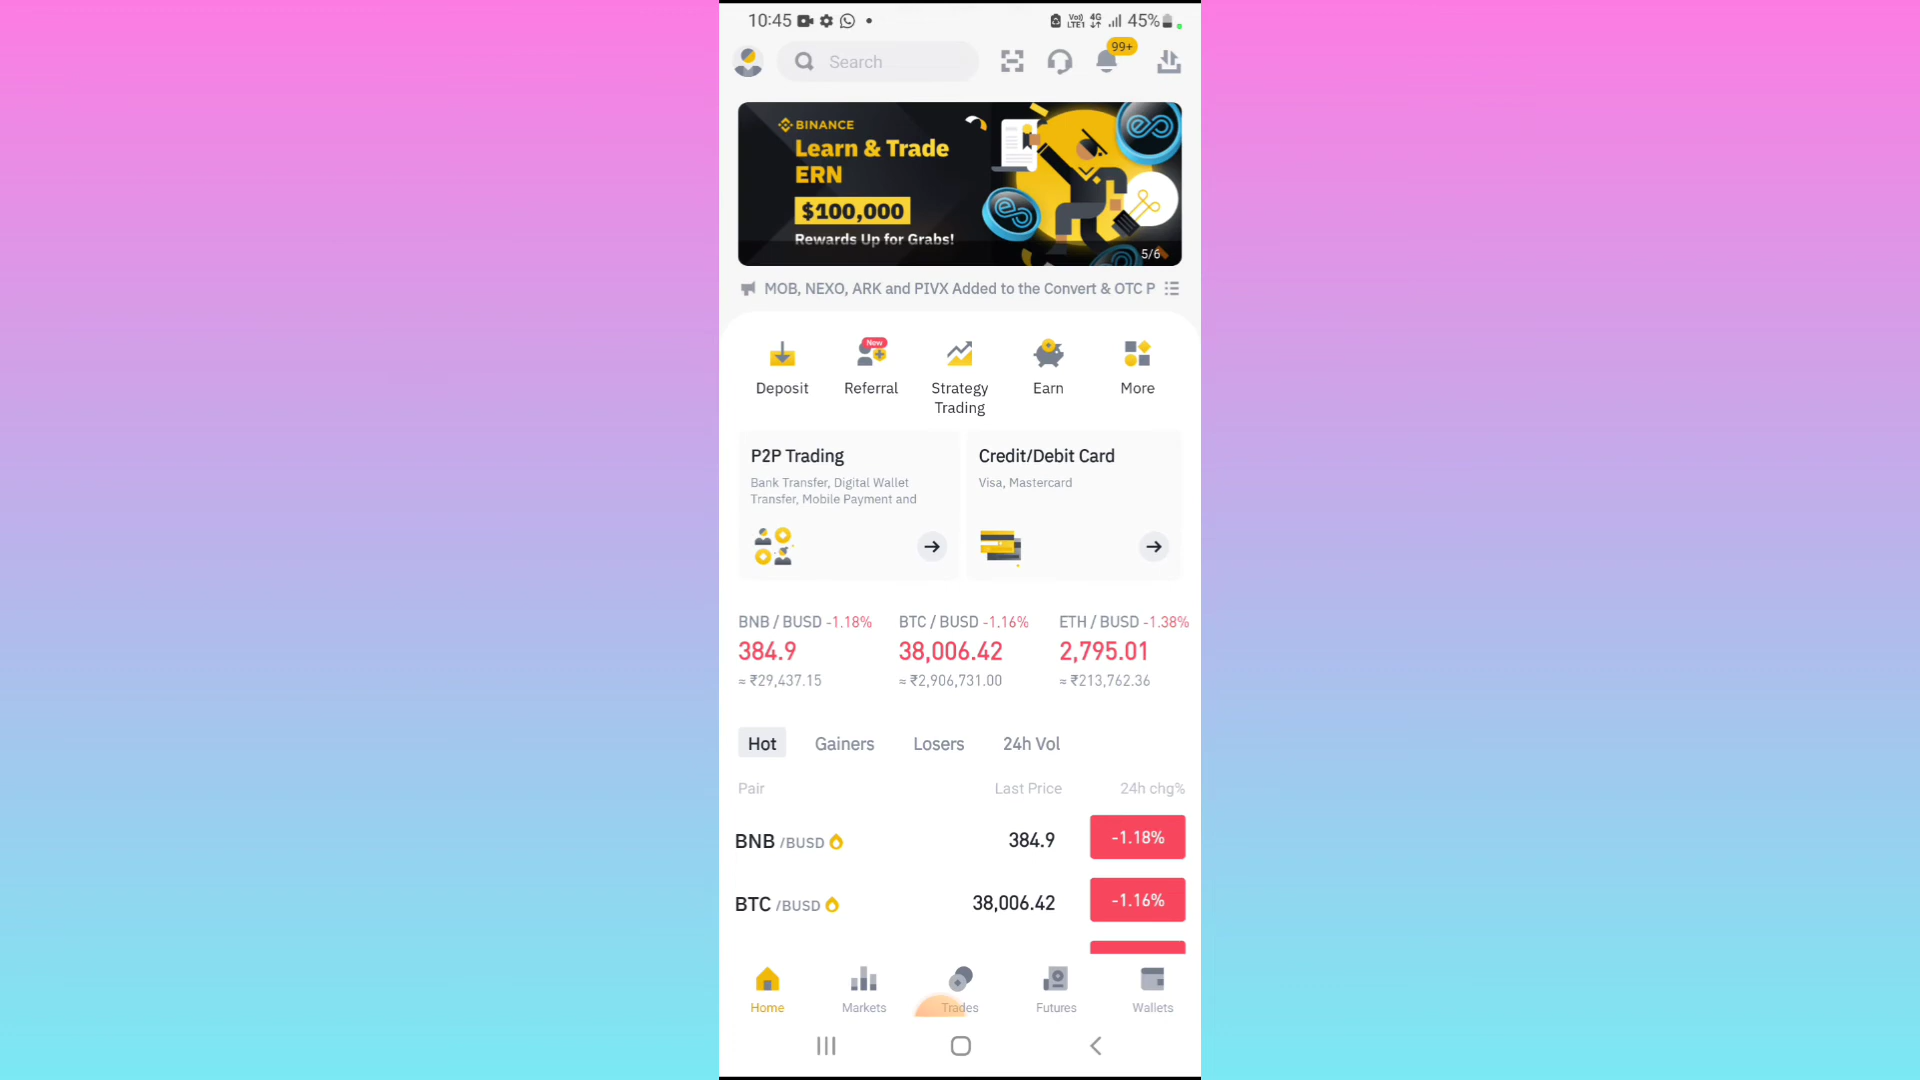 10:45
VoD LTE1 4G 45%
Search
99+
BINANCE
Learn & Trade
ERN
$100,000
Rewards Up for Grabs!
5/6
MOB, NEXO, ARK and PIVX Added to the Convert & OTC P
Deposit
New
Referral
Strategy
Trading
Earn
More
P2P Trading
Bank Transfer, Digital Wallet
Transfer, Mobile Payment and
Credit/Debit Card
Visa, Mastercard
BNB / BUSD -1.18%
384.9
≈ ₹29,437.15
BTC / BUSD -1.16%
38,006.42
≈ ₹2,906,731.00
ETH / BUSD -1.38%
2,795.01
≈ ₹213,762.36
Hot Gainers Losers 24h Vol
Pair Last Price 24h chg%
BNB /BUSD 384.9 -1.18%
BTC /BUSD 38,006.42 -1.16%
Home Markets Trades Futures Wallets